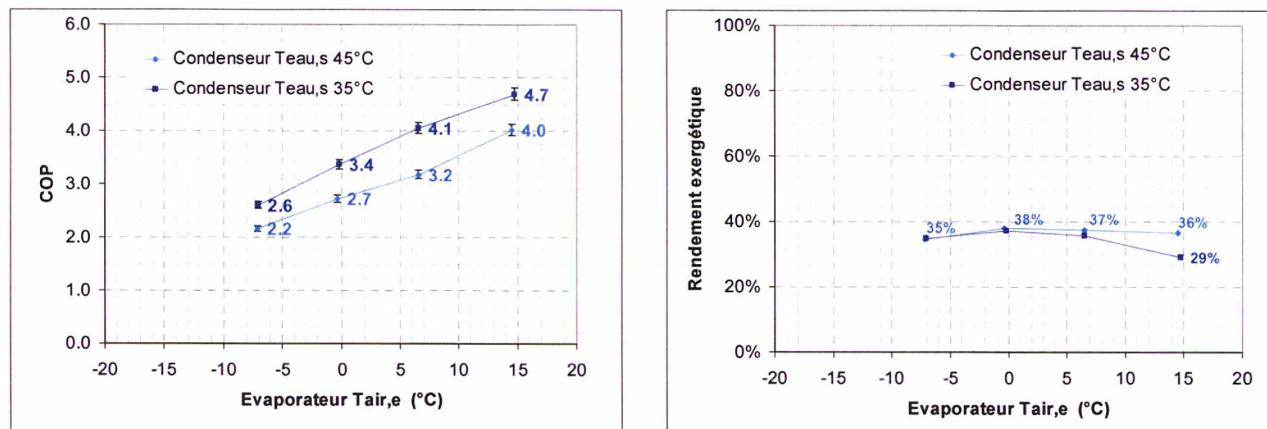 6.0
5.0
4.0
3.0
2.0
1.0
0.0
COP
Condenseur Teau,s 45°C
Condenseur Teau,s 35°C
2.6
3.4
4.1
4.7
2.2
2.7
3.2
4.0
-20 -15 -10 -5 0 5 10 15 20
Evaporateur Tair,e (°C)
100%
80%
60%
40%
20%
0%
Rendement exergétique
Condenseur Teau,s 45°C
Condenseur Teau,s 35°C
35% 38% 37% 36%
29%
-20 -15 -10 -5 0 5 10 15 20
Evaporateur Tair,e (°C)